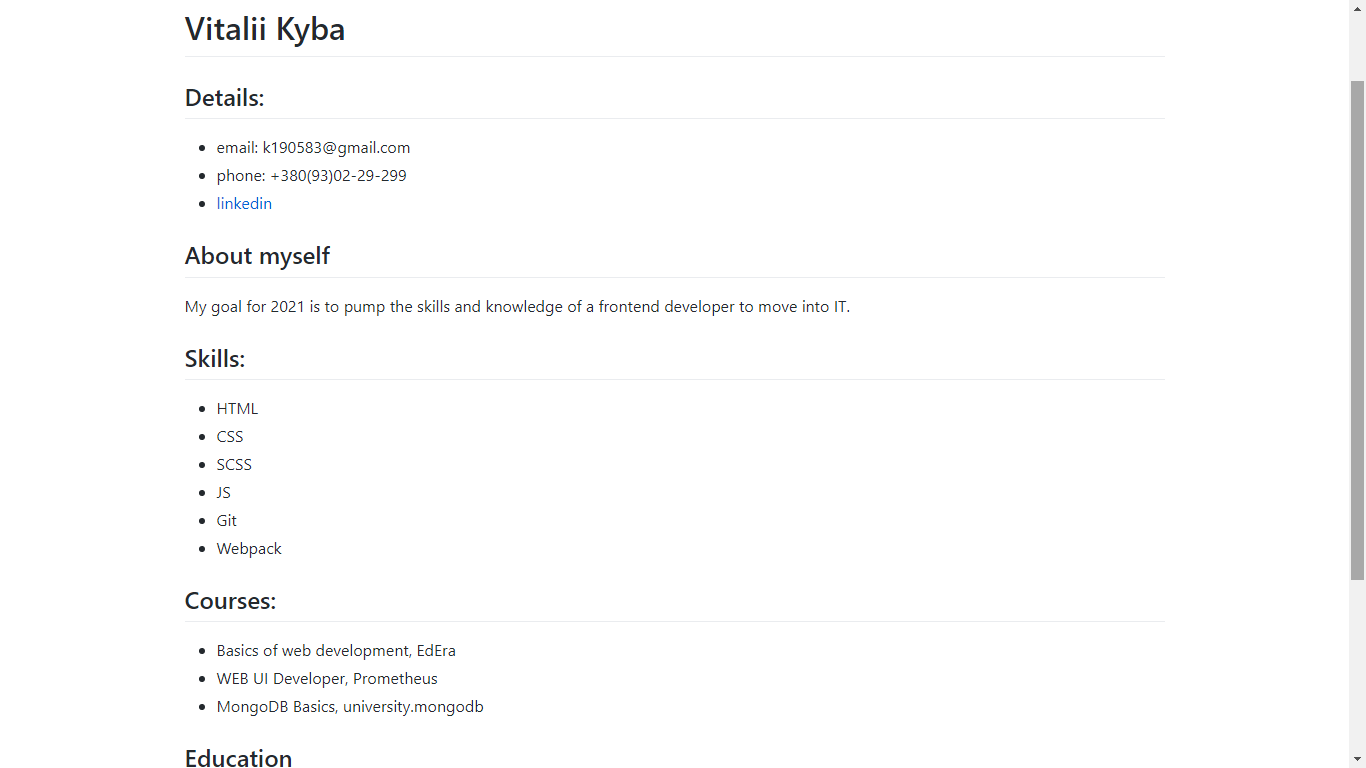 Vitalii Kyba
Details:
email: k190583@gmail.com
phone: +380(93)02-29-299
linkedin
About myself
My goal for 2021 is to pump the skills and knowledge of a frontend developer to move into IT.
Skills:
HTML
CSS
SCSS
JS
Git
Webpack
Courses:
Basics of web development, EdEra
WEB UI Developer, Prometheus
MongoDB Basics, university.mongodb
Education